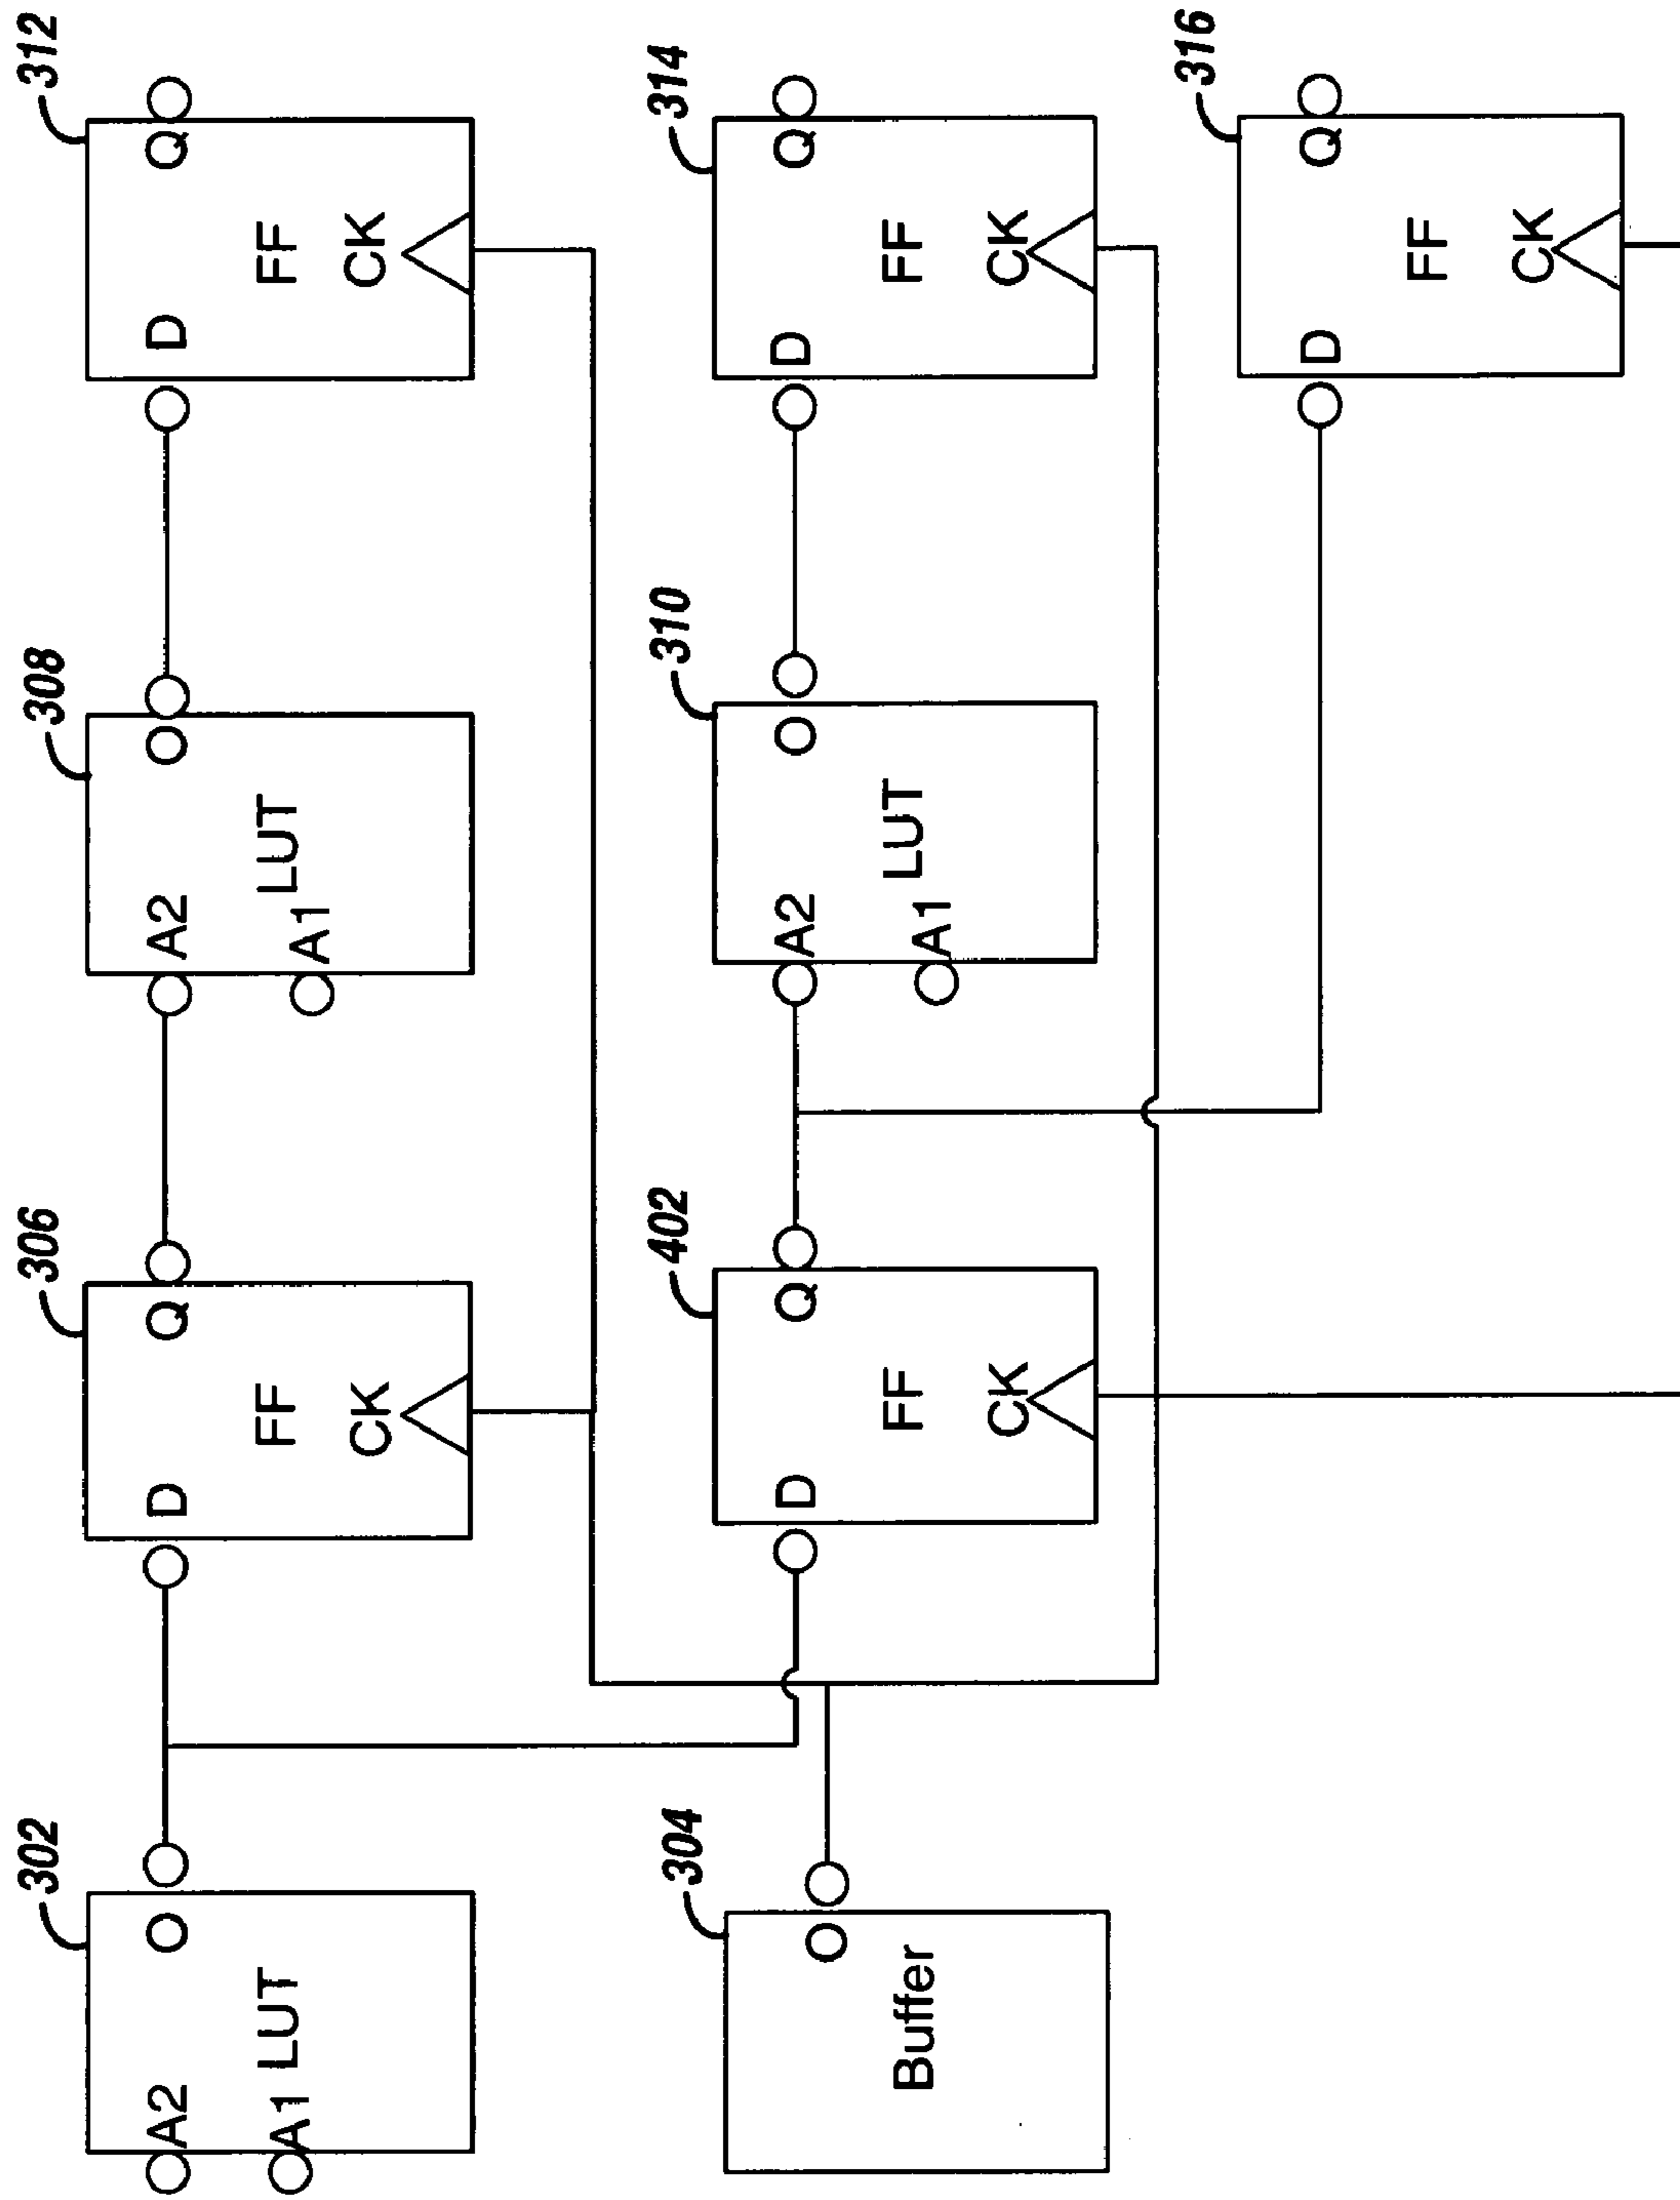 302
A2
O
LUT
A1
306
D
Q
FF
CK
308
A2
O
LUT
A1
312
D
Q
FF
CK
304
O
Buffer
402
D
Q
FF
CK
310
A2
O
LUT
A1
314
D
Q
FF
CK
316
D
Q
FF
CK